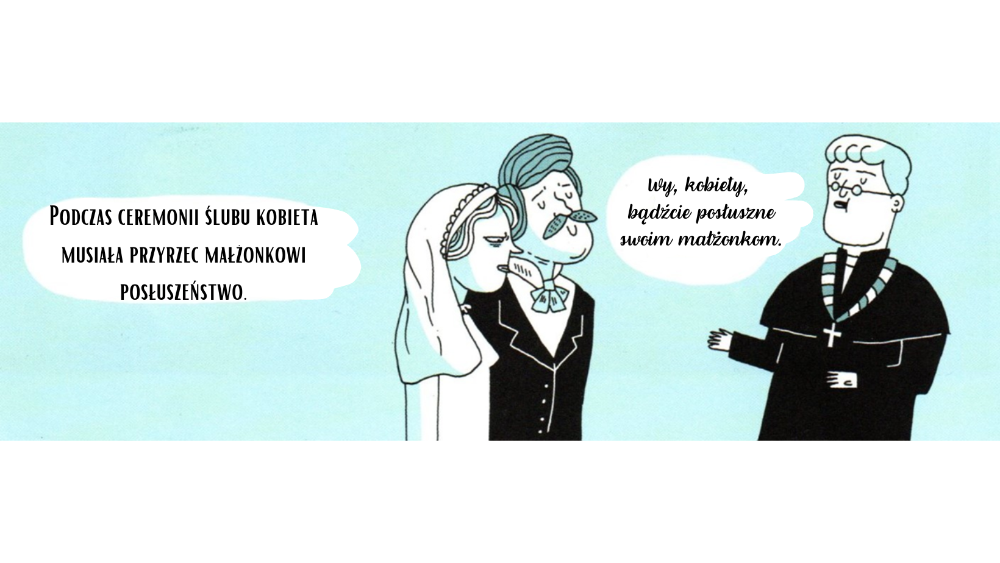 Podczas ceremonii ślubu kobieta
musiała przyrzec małżonkowi
posłuszeństwo.
Wy, kobiety,
bądźcie posłuszne
swoim małżonkom.